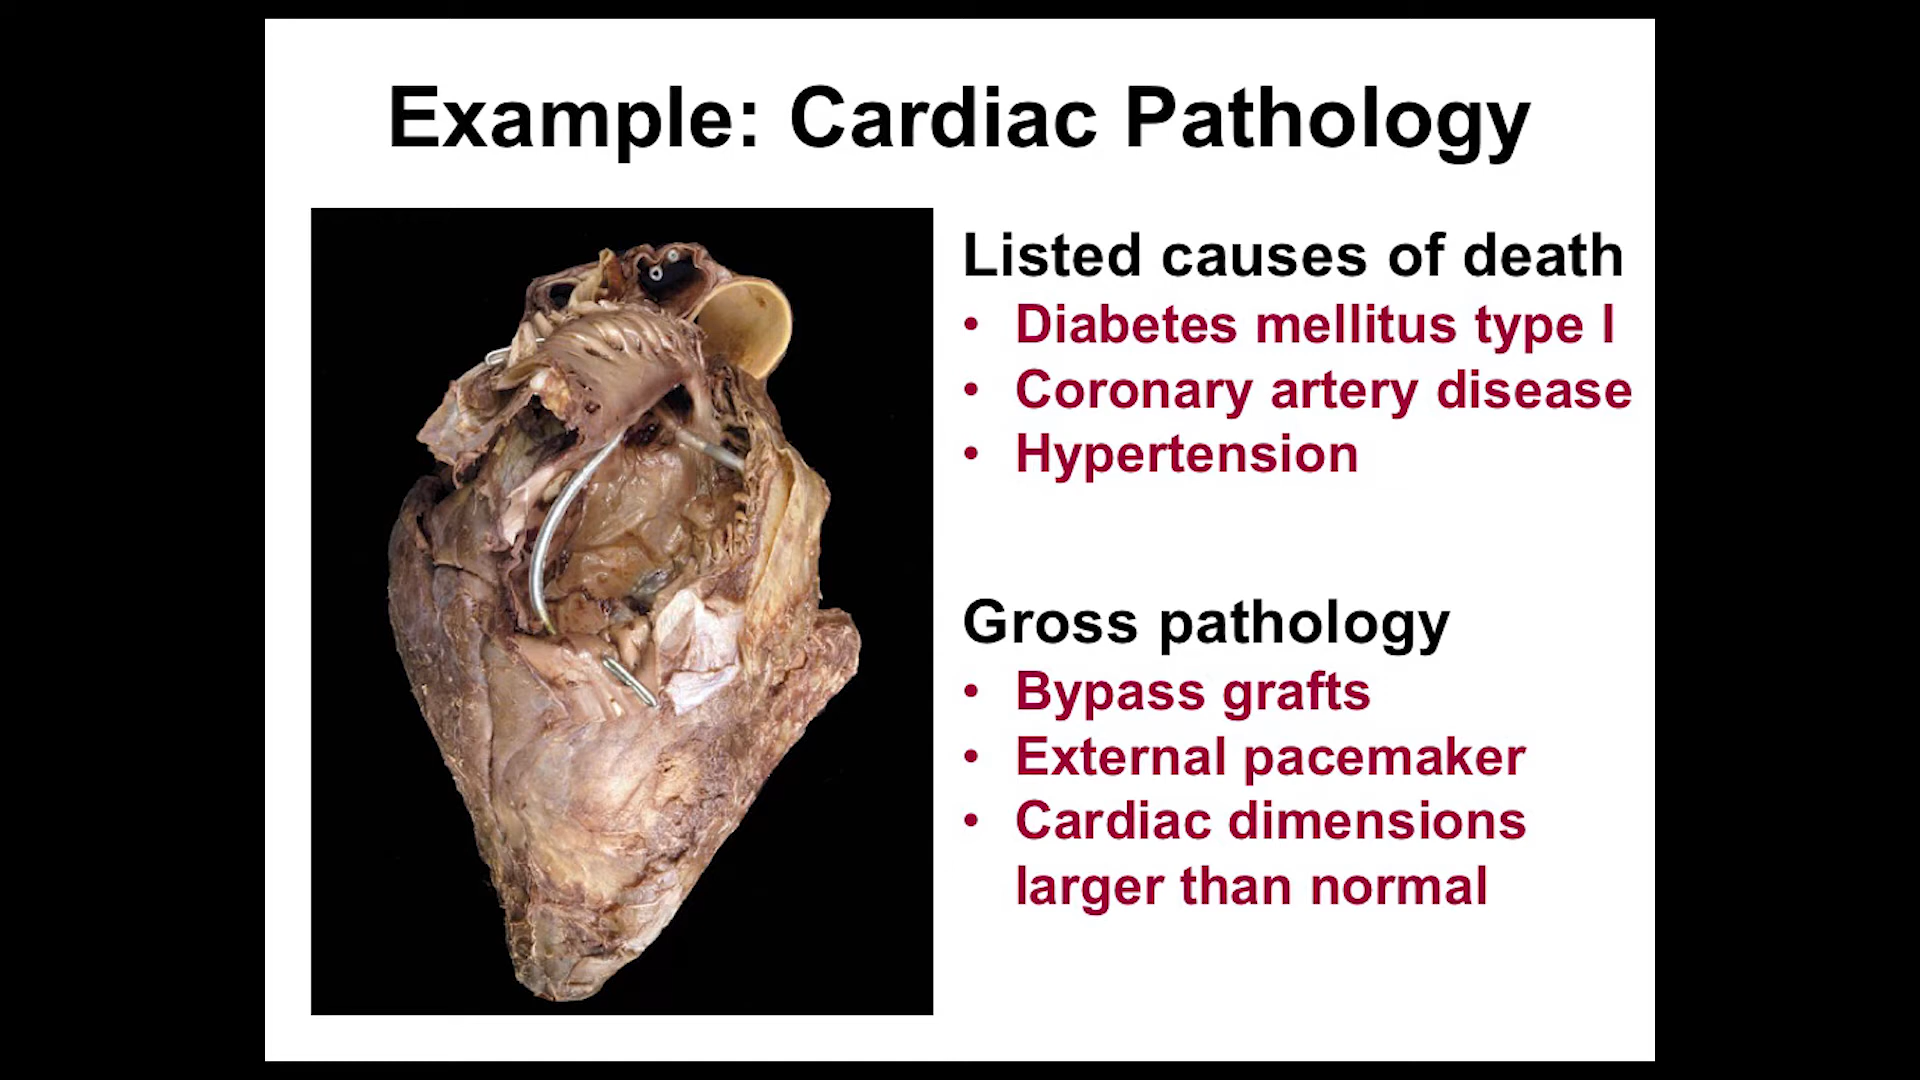 Example: Cardiac Pathology
Listed causes of death
• Diabetes mellitus type I
• Coronary artery disease
• Hypertension
Gross pathology
• Bypass grafts
• External pacemaker
• Cardiac dimensions
larger than normal